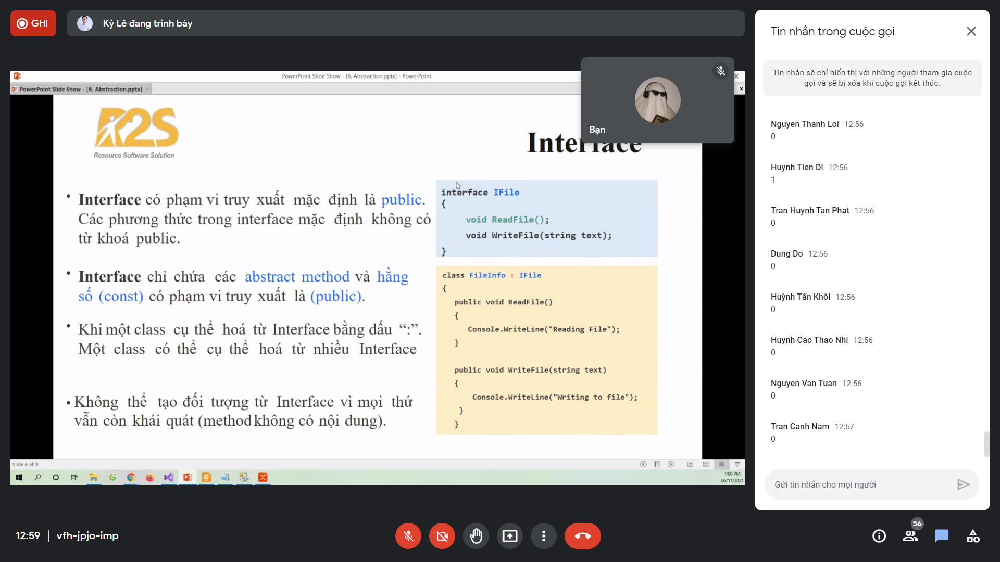 GHI
Kỳ Lê đang trình bày
PowerPoint Slide Show - [6. Abstraction.pptx] - PowerPoint
PowerPoint Slide Show - [6. Abstraction.pptx]
R2S
Resource Software Solution
Bạn
Interface
• Interface có phạm vi truy xuất mặc định là public.
Các phương thức trong interface mặc định không có
từ khoá public.
• Interface chỉ chứa các abstract method và hằng
số (const) có phạm vi truy xuất là (public).
• Khi một class cụ thể hoá từ Interface bằng dấu “:”.
Một class có thể cụ thể hoá từ nhiều Interface
• Không thể tạo đối tượng từ Interface vì mọi thứ
vẫn còn khái quát (method không có nội dung).
interface IFile
{
void ReadFile();
void WriteFile(string text);
}
class FileInfo : IFile
{
public void ReadFile()
{
Console.WriteLine("Reading File");
}
public void WriteFile(string text)
{
Console.WriteLine("Writing to file");
}
}
Slide 6 of 9
1:00 PM
06/11/2021
Tin nhắn trong cuộc gọi
Tin nhắn sẽ chỉ hiển thị với những người tham gia cuộc
gọi và sẽ bị xóa khi cuộc gọi kết thúc.
Nguyen Thanh Loi 12:56
0
Huynh Tien Di 12:56
1
Tran Huynh Tan Phat 12:56
0
Dung Do 12:56
0
Huỳnh Tấn Khôi 12:56
0
Huynh Cao Thao Nhi 12:56
0
Nguyen Van Tuan 12:56
0
Tran Canh Nam 12:57
0
Gửi tin nhắn cho mọi người
12:59 | vfh-jpjo-imp
56